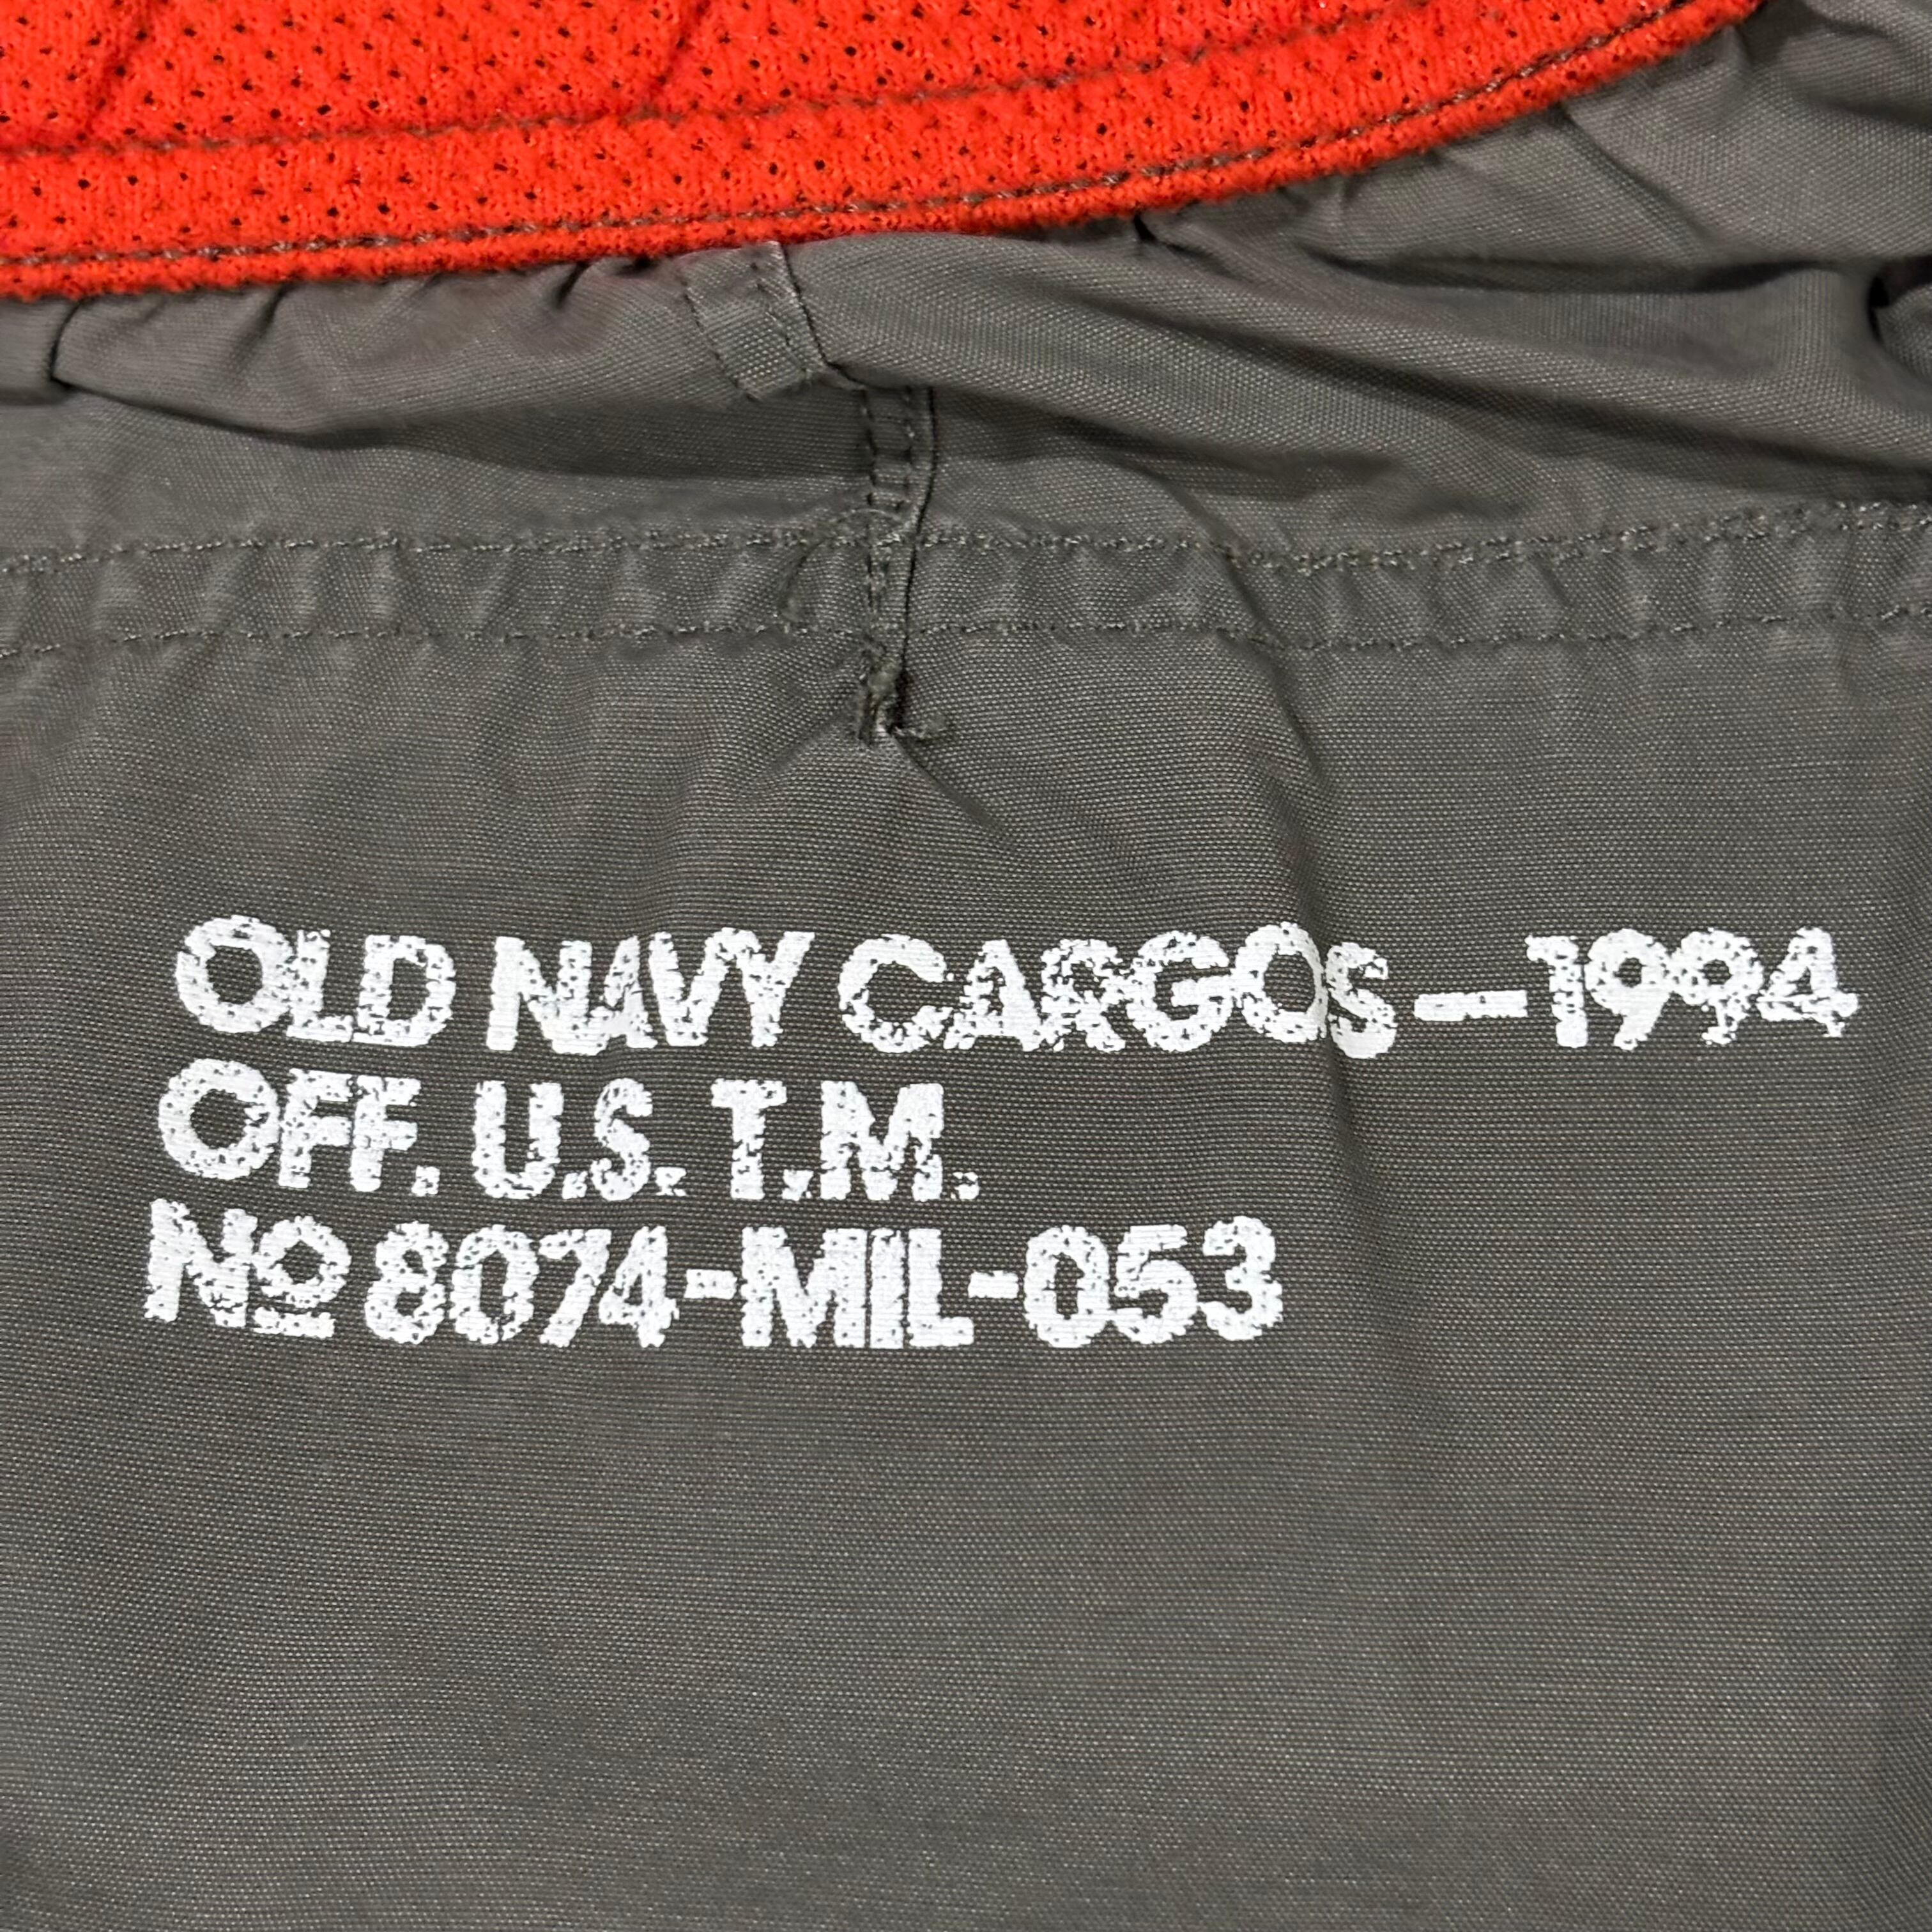 OLD NAVY CARGOS—1994
OFF. U.S. T.M.
Nº 8074-MIL-053